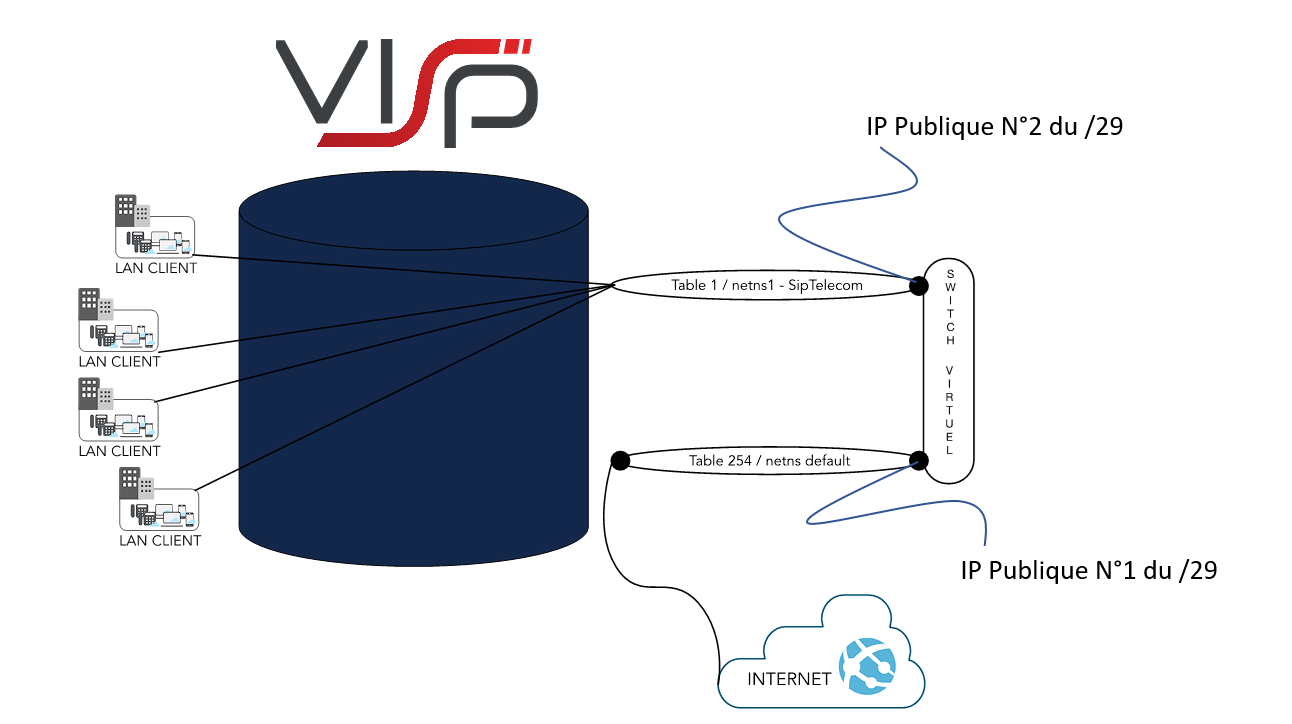 VISP
IP Publique N°2 du /29
LAN CLIENT
Table 1 / netns1 - SipTelecom
SWITCH VIRTUEL
LAN CLIENT
LAN CLIENT
Table 254 / netns default
LAN CLIENT
IP Publique N°1 du /29
INTERNET